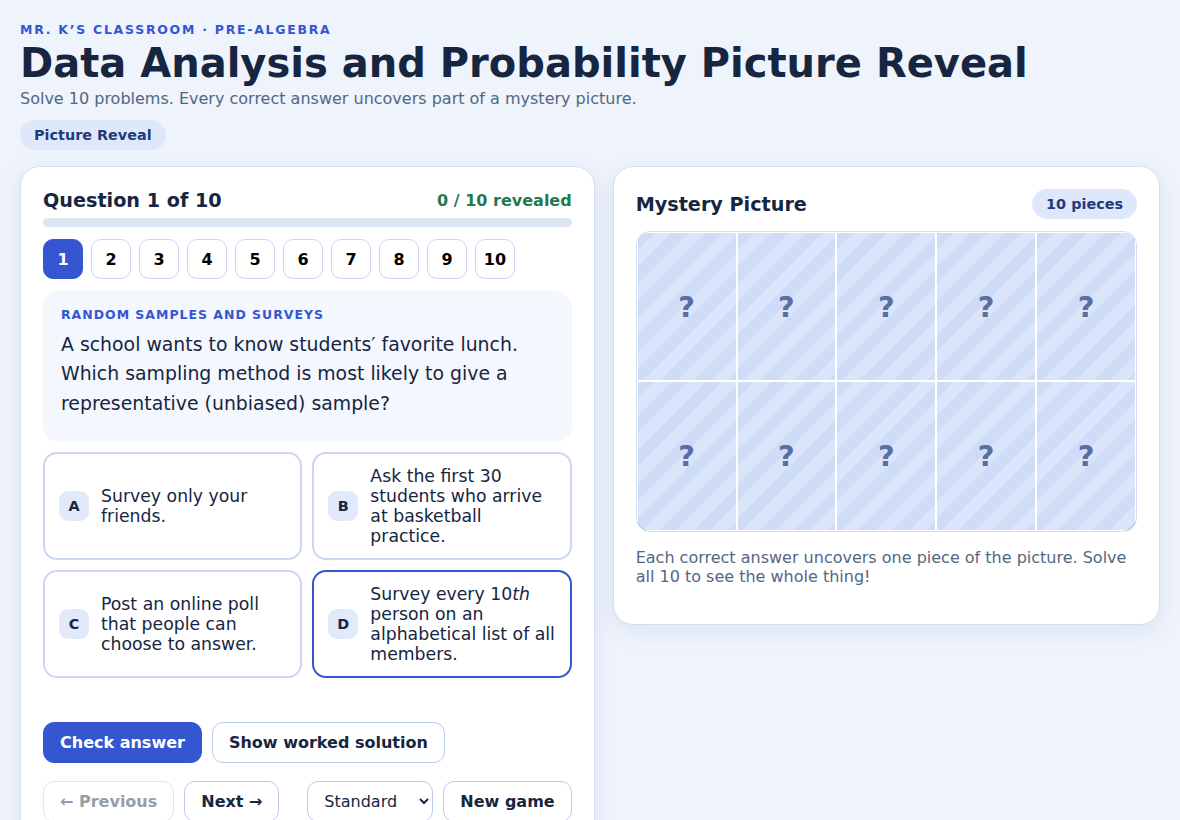 MR. K’S CLASSROOM · PRE-ALGEBRA
Data Analysis and Probability Picture Reveal
Solve 10 problems. Every correct answer uncovers part of a mystery picture.
Picture Reveal
Question 1 of 10
0 / 10 revealed
1 2 3 4 5 6 7 8 9 10
RANDOM SAMPLES AND SURVEYS
A school wants to know students′ favorite lunch.
Which sampling method is most likely to give a
representative (unbiased) sample?
A
Survey only your
friends.
B
Ask the first 30
students who arrive
at basketball
practice.
C
Post an online poll
that people can
choose to answer.
D
Survey every 10th
person on an
alphabetical list of all
members.
Check answer
Show worked solution
← Previous
Next →
Standard
New game
Mystery Picture
10 pieces
? ? ? ? ?
? ? ? ? ?
Each correct answer uncovers one piece of the picture. Solve
all 10 to see the whole thing!